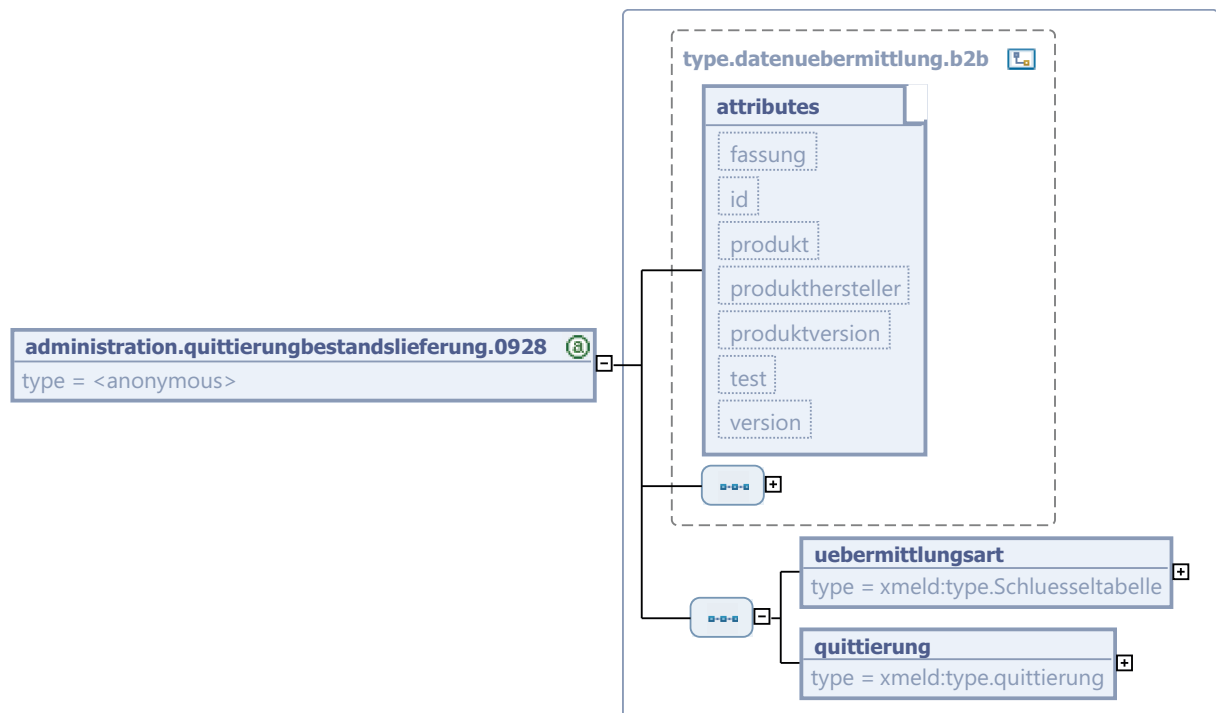 type.datenuebermittlung.b2b
attributes
fassung
id
produkt
produkthersteller
produktversion
test
version
administration.quittierungbestandslieferung.0928
type = <anonymous>
uebermittlungsart
type = xmeld:type.Schluesseltabelle
quittierung
type = xmeld:type.quittierung